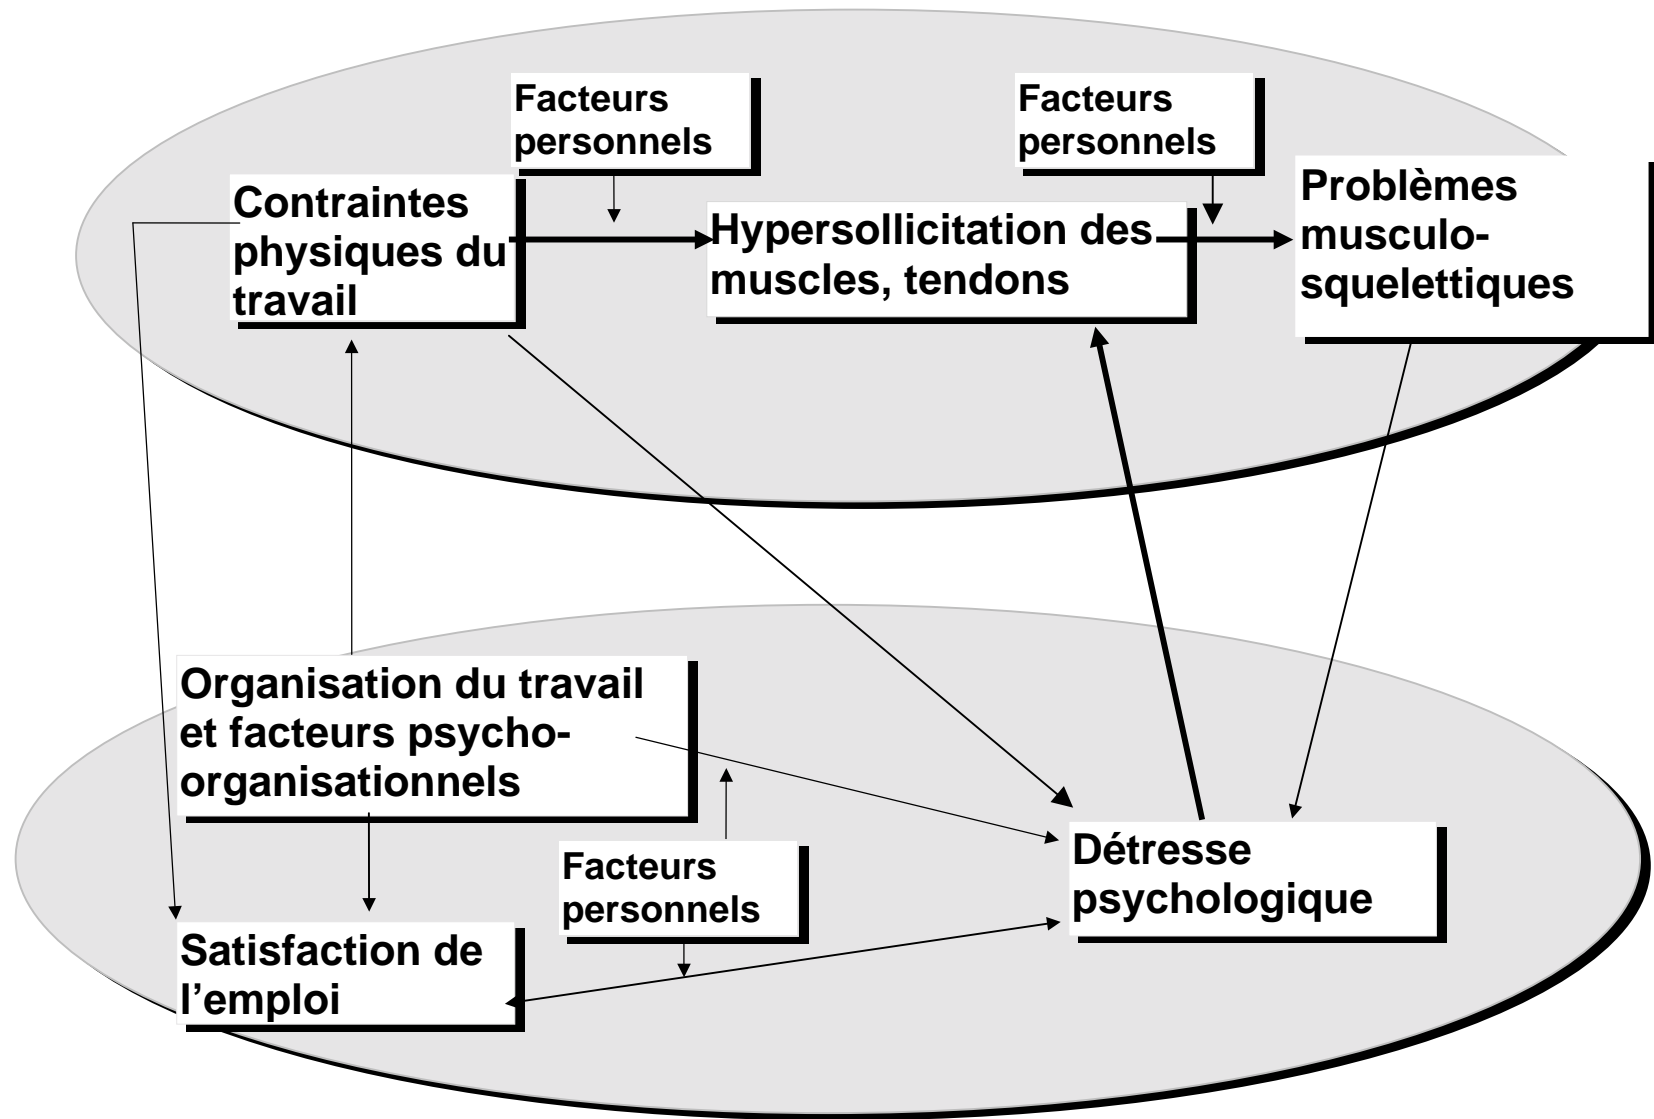 Facteurs
personnels
Facteurs
personnels
Contraintes
physiques du
travail
Hypersollicitation des
muscles, tendons
Problèmes
musculo-
squelettiques
Organisation du travail
et facteurs psycho-
organisationnels
Facteurs
personnels
Détresse
psychologique
Satisfaction de
l’emploi